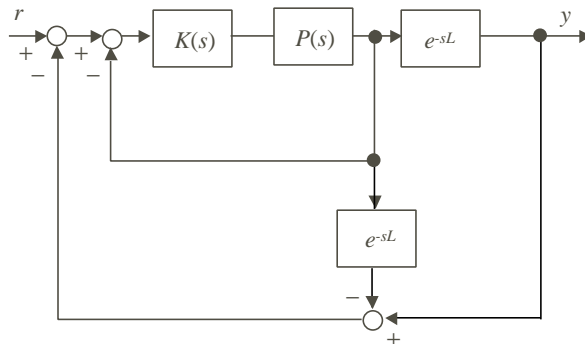 r
y
K(s)
P(s)
e^{-sL}
+
−
+
−
e^{-sL}
−
+